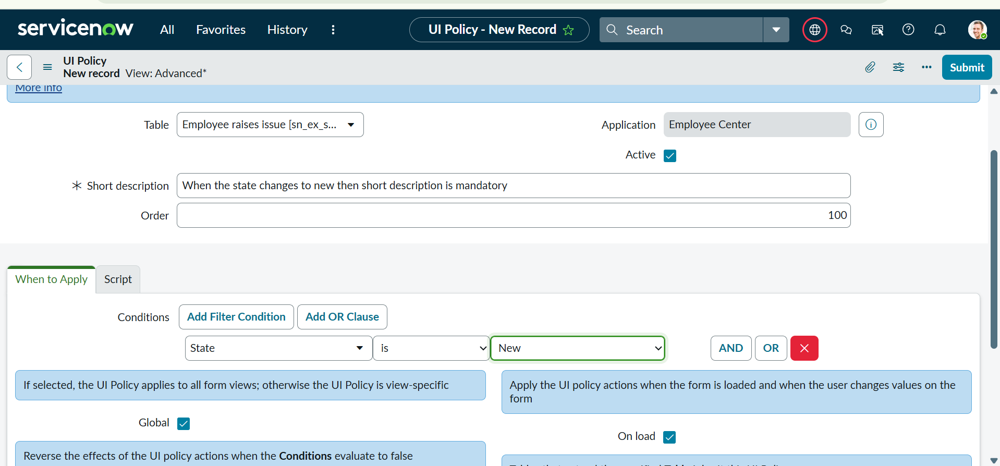 servicenow All Favorites History UI Policy - New Record Search
UI Policy
New record View: Advanced* Submit
More info
Table Employee raises issue [sn_ex_s... Application Employee Center
Active
Short description When the state changes to new then short description is mandatory
Order 100
When to Apply Script
Conditions Add Filter Condition Add OR Clause
State is New AND OR
If selected, the UI Policy applies to all form views; otherwise the UI Policy is view-specific
Apply the UI policy actions when the form is loaded and when the user changes values on the
form
Global
On load
Reverse the effects of the UI policy actions when the Conditions evaluate to false